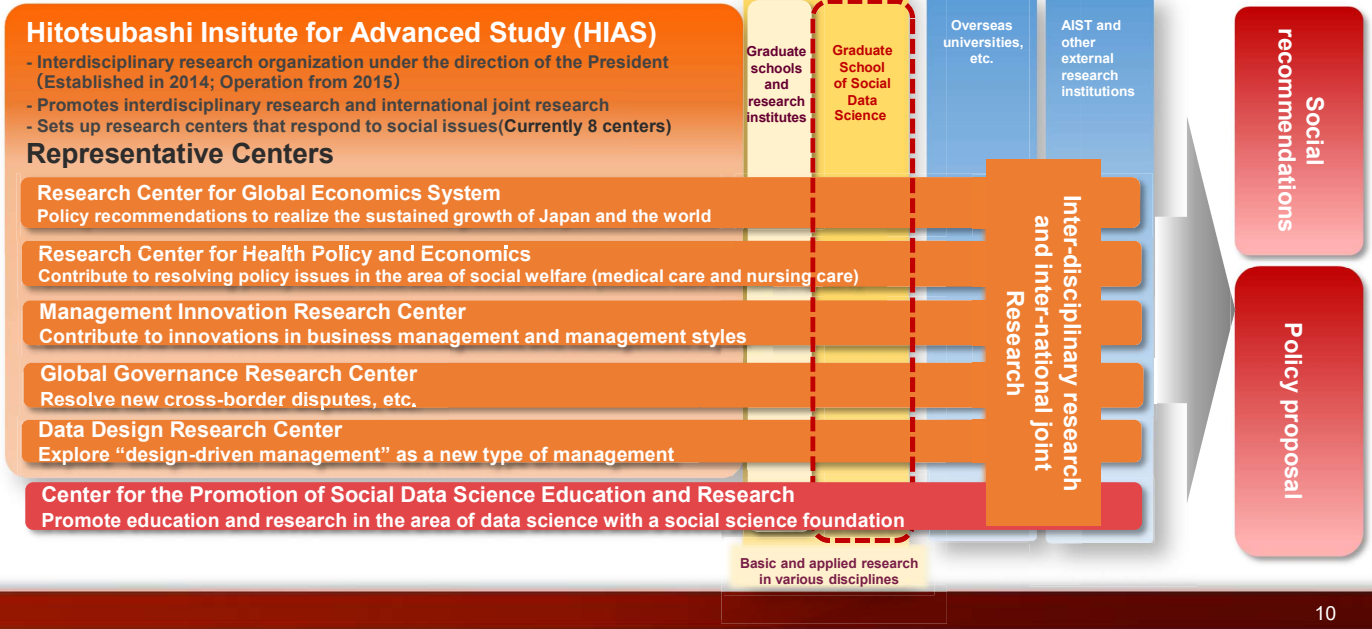 Hitotsubashi Insitute for Advanced Study (HIAS)
- Interdisciplinary research organization under the direction of the President
（Established in 2014; Operation from 2015）
- Promotes interdisciplinary research and international joint research
- Sets up research centers that respond to social issues(Currently 8 centers)
Representative Centers
Graduate
schools
and
research
institutes
Graduate
School
of Social
Data
Science
Overseas
universities,
etc.
AIST and
other
external
research
institutions
Research Center for Global Economics System
Policy recommendations to realize the sustained growth of Japan and the world
Research Center for Health Policy and Economics
Contribute to resolving policy issues in the area of social welfare (medical care and nursing care)
Management Innovation Research Center
Contribute to innovations in business management and management styles
Global Governance Research Center
Resolve new cross-border disputes, etc.
Data Design Research Center
Explore “design-driven management” as a new type of management
Center for the Promotion of Social Data Science Education and Research
Promote education and research in the area of data science with a social science foundation
Inter-disciplinary research
and inter-national joint
Research
Social
recommendations
Policy proposal
Basic and applied research
in various disciplines
10